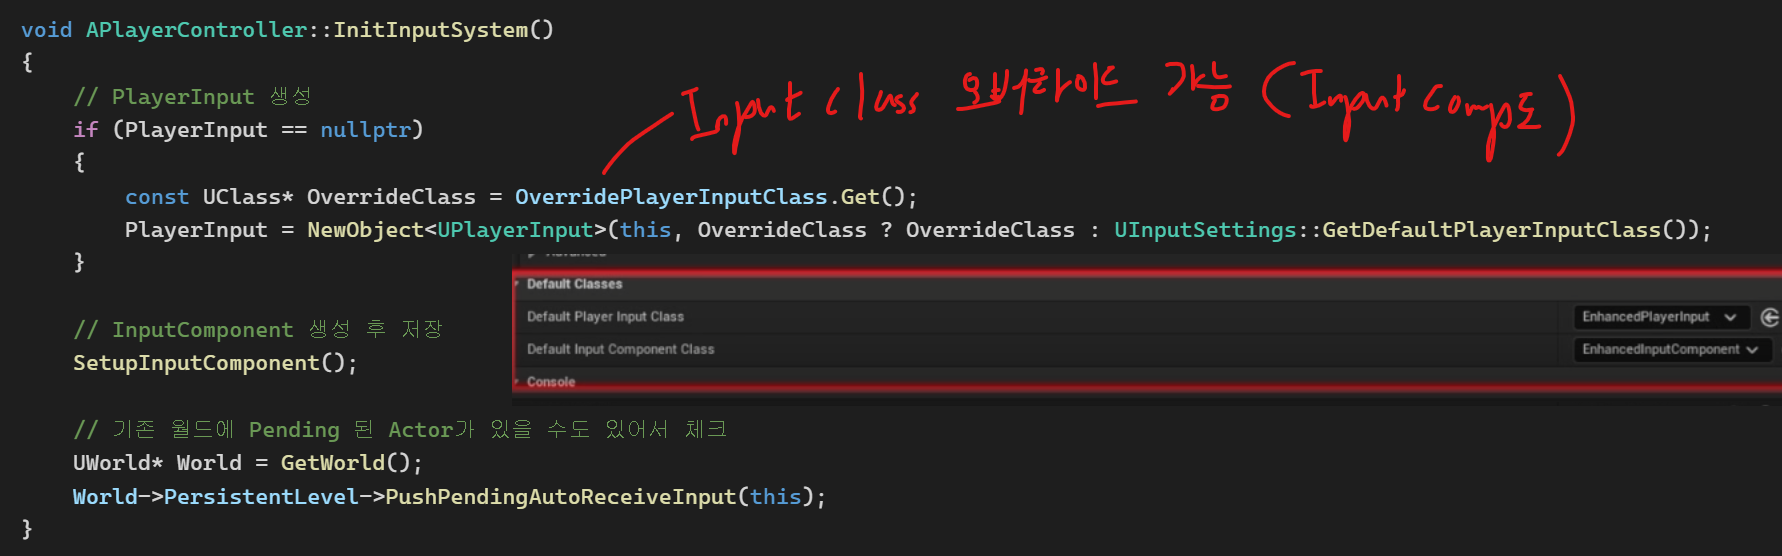 void APlayerController::InitInputSystem()
{
// PlayerInput 생성
if (PlayerInput == nullptr)
Input class 오버라이드 가능 (Input Comp도)
{
const UClass* OverrideClass = OverridePlayerInputClass.Get();
PlayerInput = NewObject<UPlayerInput>(this, OverrideClass ? OverrideClass : UInputSettings::GetDefaultPlayerInputClass());
}
Advanced
Default Classes
Default Player Input Class EnhancedPlayerInput
Default Input Component Class EnhancedInputComponent
Console
// InputComponent 생성 후 저장
SetupInputComponent();
// 기존 월드에 Pending 된 Actor가 있을 수도 있어서 체크
UWorld* World = GetWorld();
World->PersistentLevel->PushPendingAutoReceiveInput(this);
}